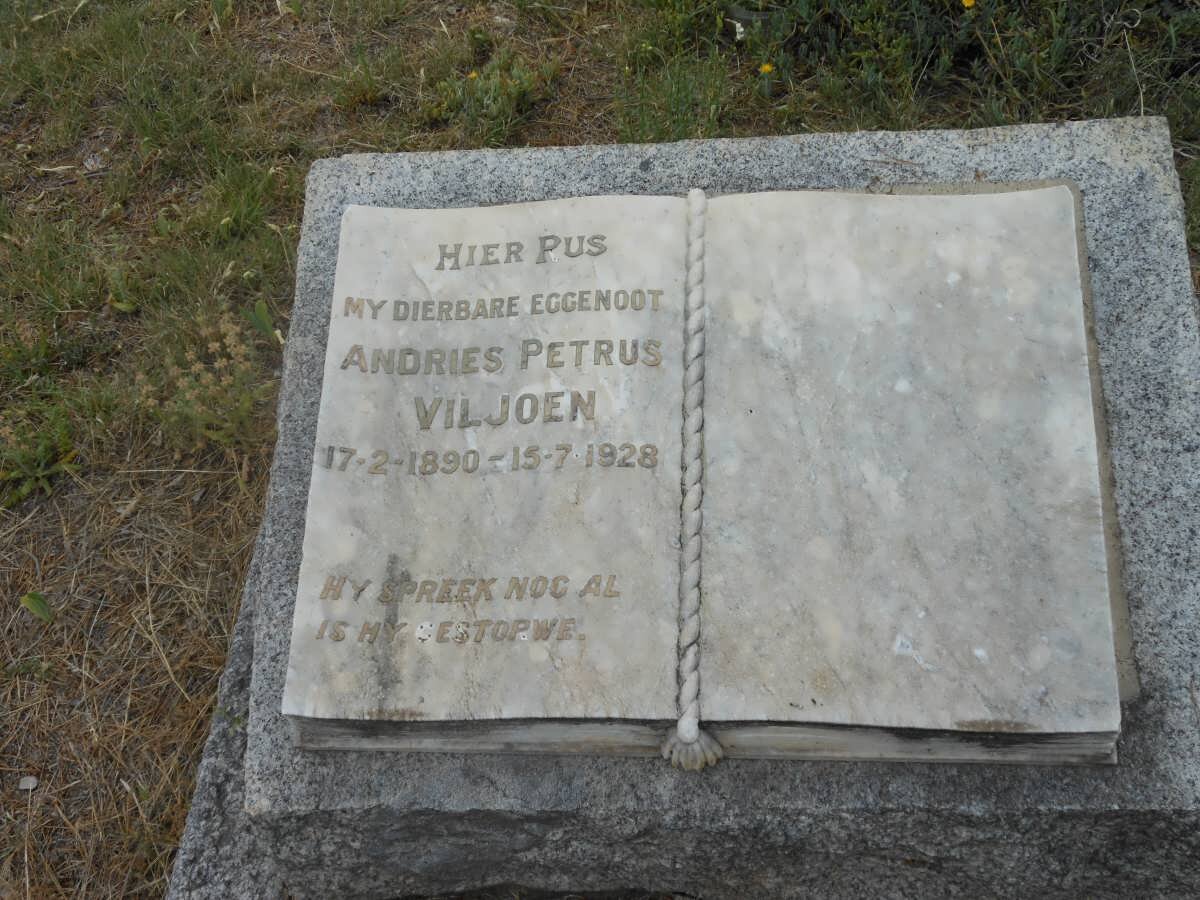 HIER RUS
MY DIERBARE EGGENOOT
ANDRIES PETRUS
VILJOEN
17-2-1890 - 15-7-1928
HY SPREEK NOG AL
IS HY GESTORWE.